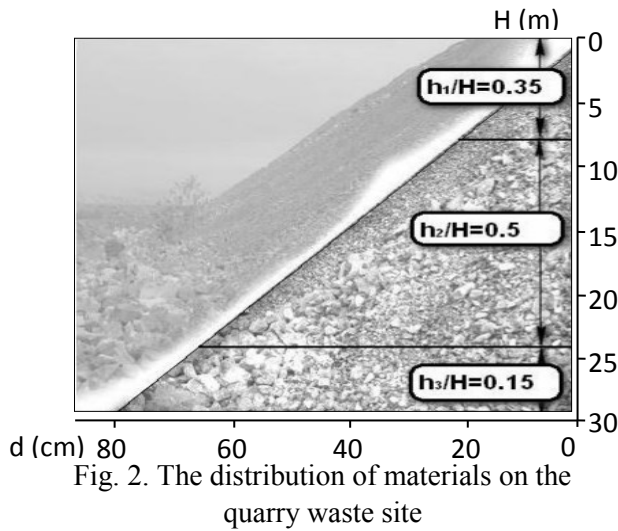 H (m)
0
h₁/H=0.35
5
10
h₂/H=0.5
15
20
25
h₃/H=0.15
30
d (cm) 80 60 40 20 0
Fig. 2. The distribution of materials on the
quarry waste site